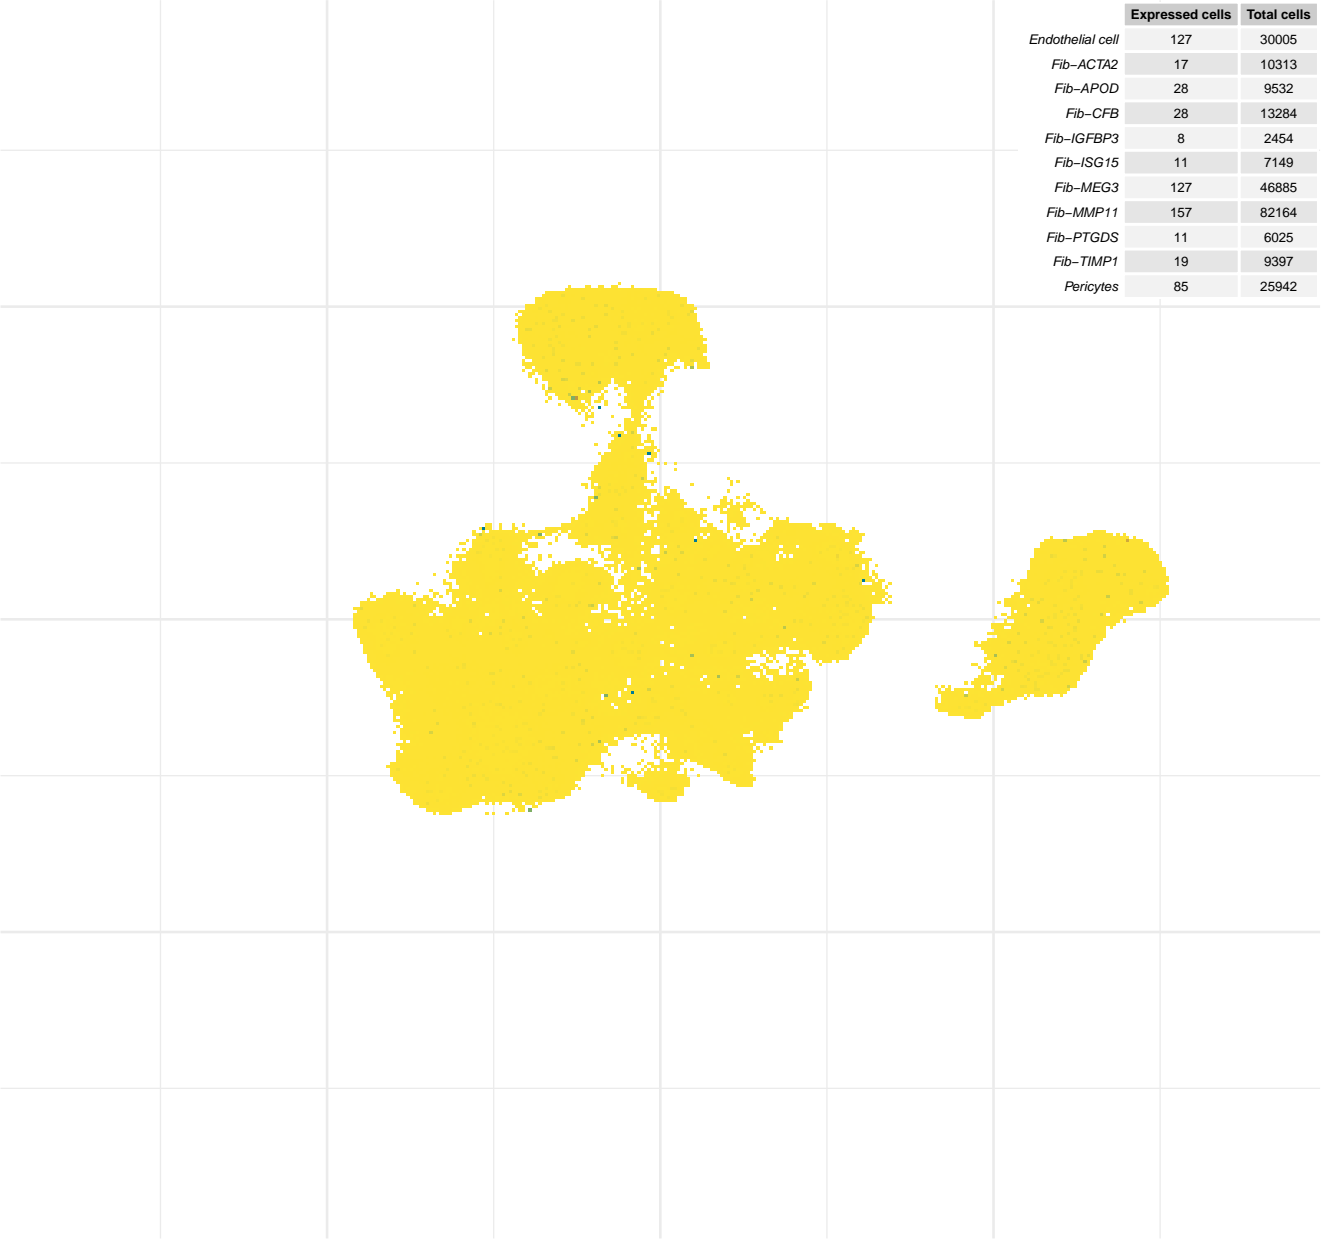 Expressed cells Total cells
Endothelial cell 127 30005
Fib−ACTA2 17 10313
Fib−APOD 28 9532
Fib−CFB 28 13284
Fib−IGFBP3 8 2454
Fib−ISG15 11 7149
Fib−MEG3 127 46885
Fib−MMP11 157 82164
Fib−PTGDS 11 6025
Fib−TIMP1 19 9397
Pericytes 85 25942